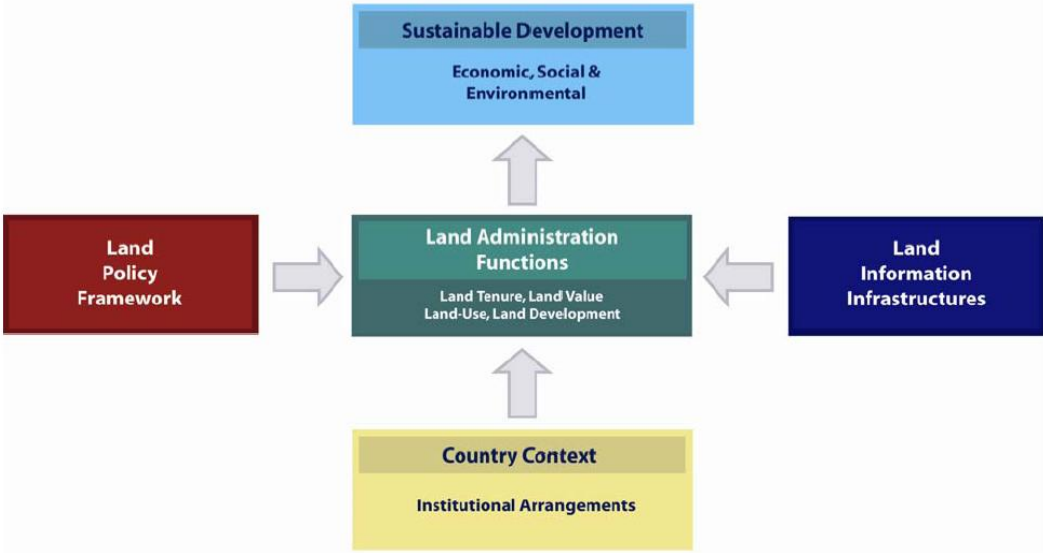 Sustainable Development
Economic, Social &
Environmental
Land
Policy
Framework
Land Administration
Functions
Land Tenure, Land Value
Land-Use, Land Development
Land
Information
Infrastructures
Country Context
Institutional Arrangements